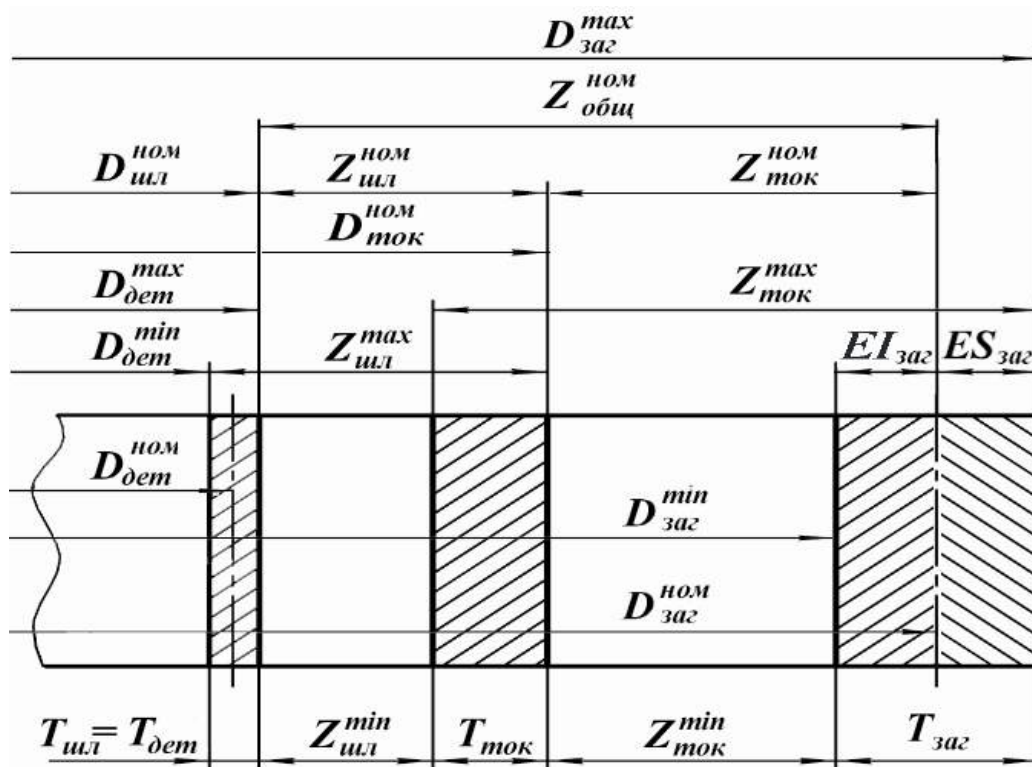 D заг max
Z общ ном
D шл ном Z шл ном Z ток ном
D ток ном
D дет max Z ток max
D дет min Z шл max EI заг ES заг
D дет ном
D заг min
D заг ном
T шл = T дет Z шл min T ток Z ток min T заг